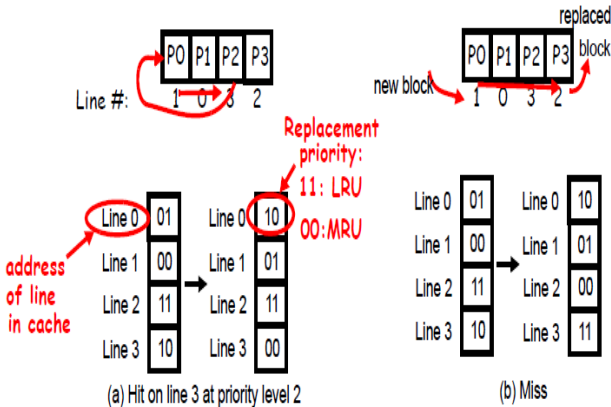 P0 P1 P2 P3
Line #: 1 0 3 2
Replacement
priority:
11: LRU
00:MRU
Line 0 01
Line 1 00
Line 2 11
Line 3 10
Line 0 10
Line 1 01
Line 2 11
Line 3 00
address
of line
in cache
(a) Hit on line 3 at priority level 2
replaced
block
P0 P1 P2 P3
new block
1 0 3 2
Line 0 01
Line 1 00
Line 2 11
Line 3 10
Line 0 10
Line 1 01
Line 2 00
Line 3 11
(b) Miss